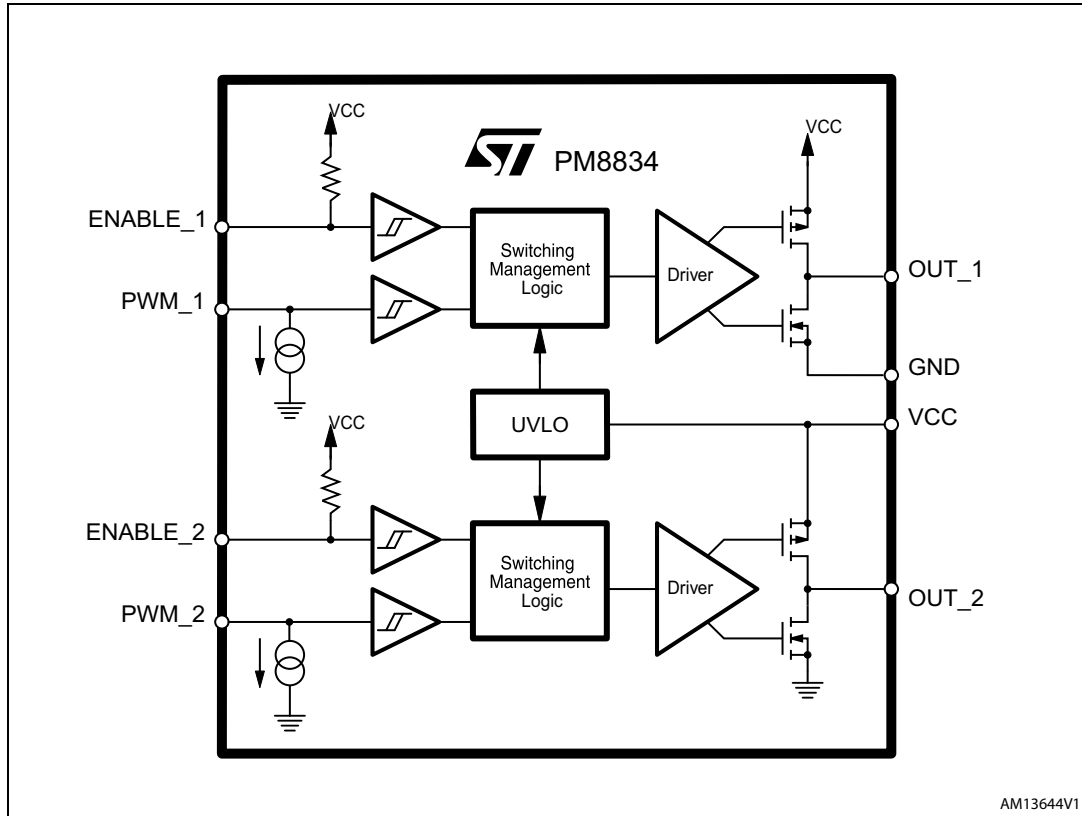 VCC
VCC
ST PM8834
ENABLE_1
Switching
Management
Logic
Driver
OUT_1
PWM_1
GND
VCC
UVLO
VCC
ENABLE_2
Switching
Management
Logic
Driver
OUT_2
PWM_2
AM13644V1